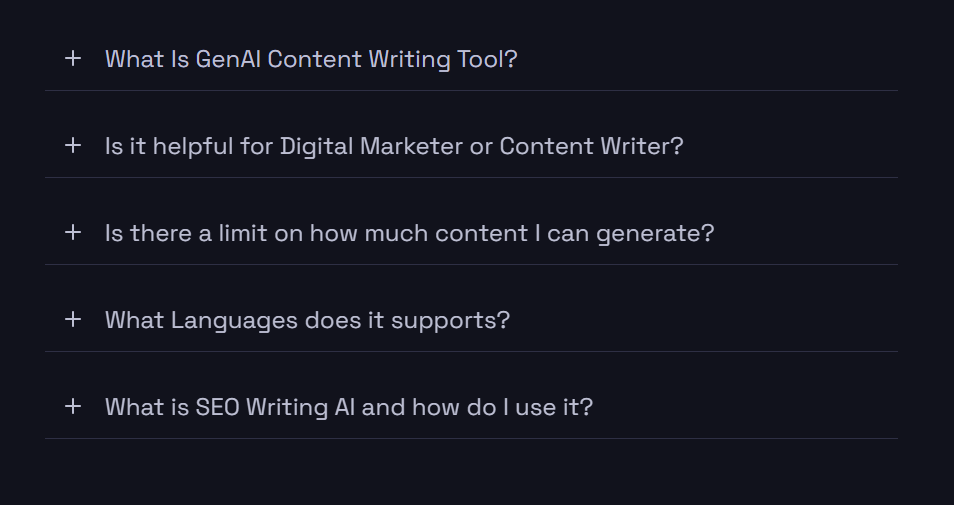 What Is GenAI Content Writing Tool?
Is it helpful for Digital Marketer or Content Writer?
Is there a limit on how much content I can generate?
What Languages does it supports?
What is SEO Writing AI and how do I use it?